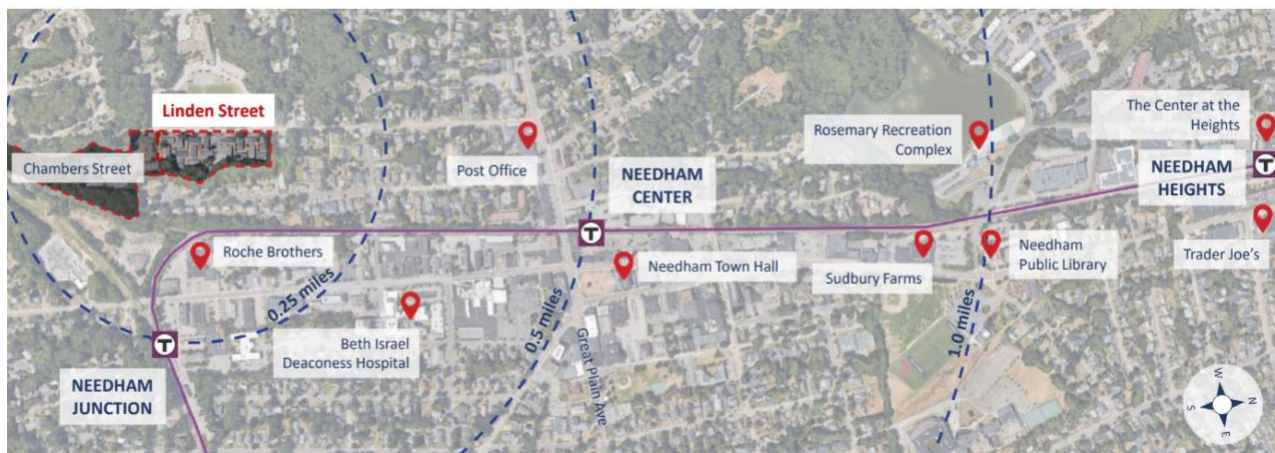 Linden Street
Chambers Street
Post Office
NEEDHAM
CENTER
Rosemary Recreation
Complex
The Center at the
Heights
NEEDHAM
HEIGHTS
T
T
T
Roche Brothers
Needham Town Hall
Sudbury Farms
Needham
Public Library
Trader Joe's
0.25 miles
0.5 miles
1.0 miles
Beth Israel
Deaconess Hospital
Great Plain Ave
NEEDHAM
JUNCTION
W
N
S
E